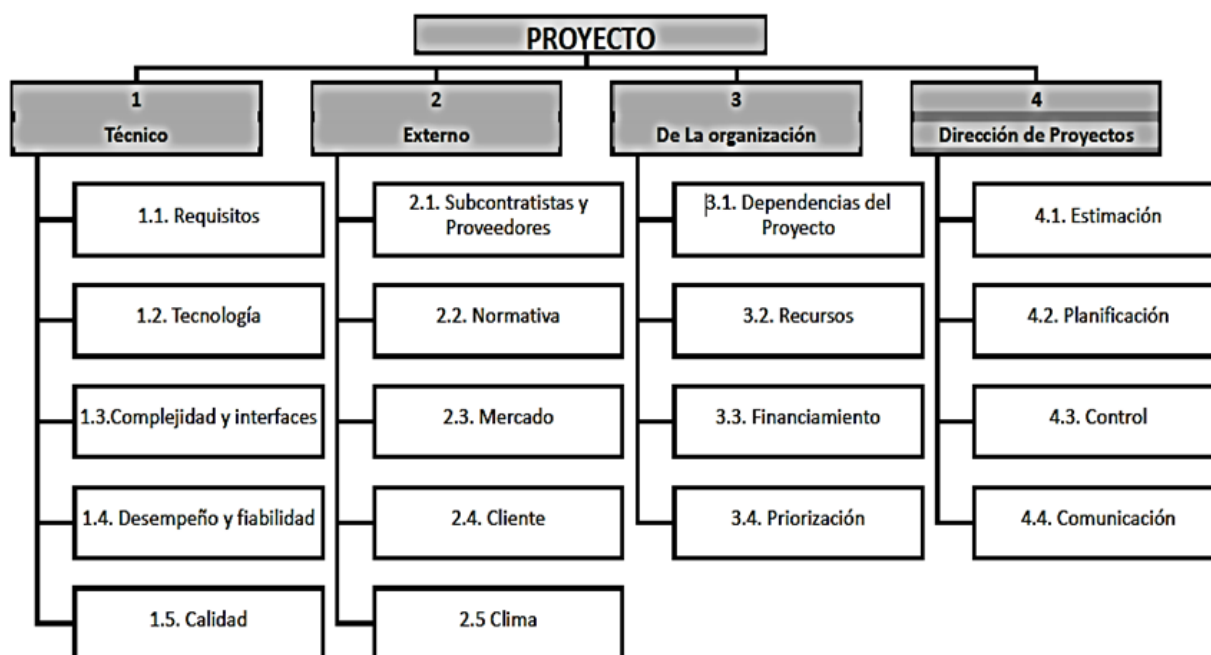 PROYECTO
1
Técnico
2
Externo
3
De La organización
4
Dirección de Proyectos
1.1. Requisitos
1.2. Tecnología
1.3.Complejidad y interfaces
1.4. Desempeño y fiabilidad
1.5. Calidad
2.1. Subcontratistas y
Proveedores
2.2. Normativa
2.3. Mercado
2.4. Cliente
2.5 Clima
3.1. Dependencias del
Proyecto
3.2. Recursos
3.3. Financiamiento
3.4. Priorización
4.1. Estimación
4.2. Planificación
4.3. Control
4.4. Comunicación